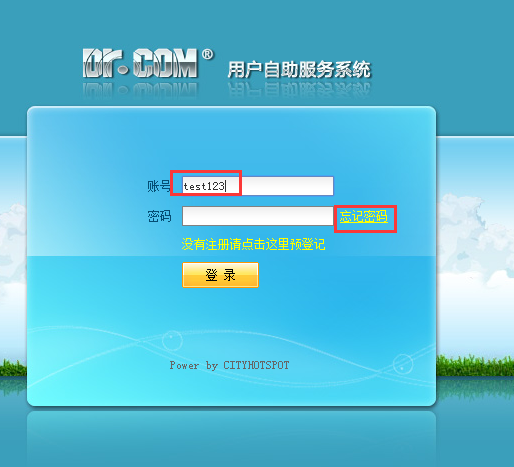 Dr.COM® 用户自助服务系统
账号 test123
密码 忘记密码
没有注册请点击这里预登记
登 录
Power by CITYHOTSPOT